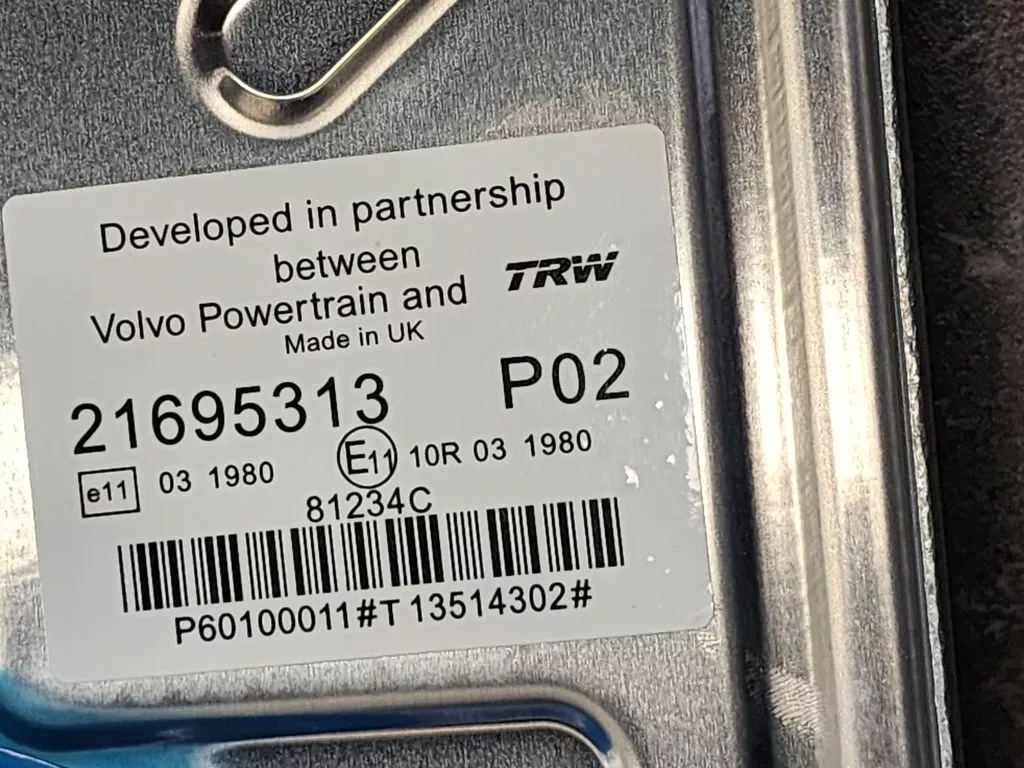 Developed in partnership
between
Volvo Powertrain and TRW
Made in UK
21695313 P02
e11 03 1980 E11 10R 03 1980
81234C
P60100011#T13514302#